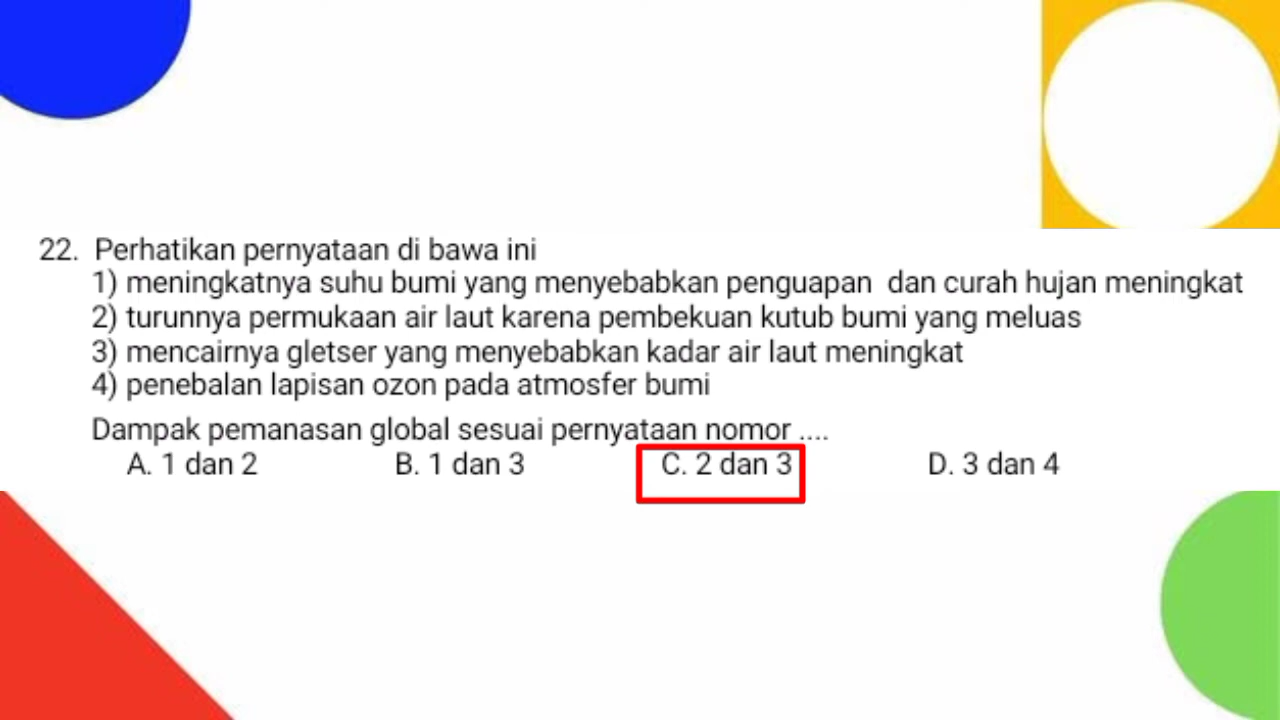 22. Perhatikan pernyataan di bawa ini
1) meningkatnya suhu bumi yang menyebabkan penguapan dan curah hujan meningkat
2) turunnya permukaan air laut karena pembekuan kutub bumi yang meluas
3) mencairnya gletser yang menyebabkan kadar air laut meningkat
4) penebalan lapisan ozon pada atmosfer bumi
Dampak pemanasan global sesuai pernyataan nomor ....
A. 1 dan 2 B. 1 dan 3 C. 2 dan 3 D. 3 dan 4